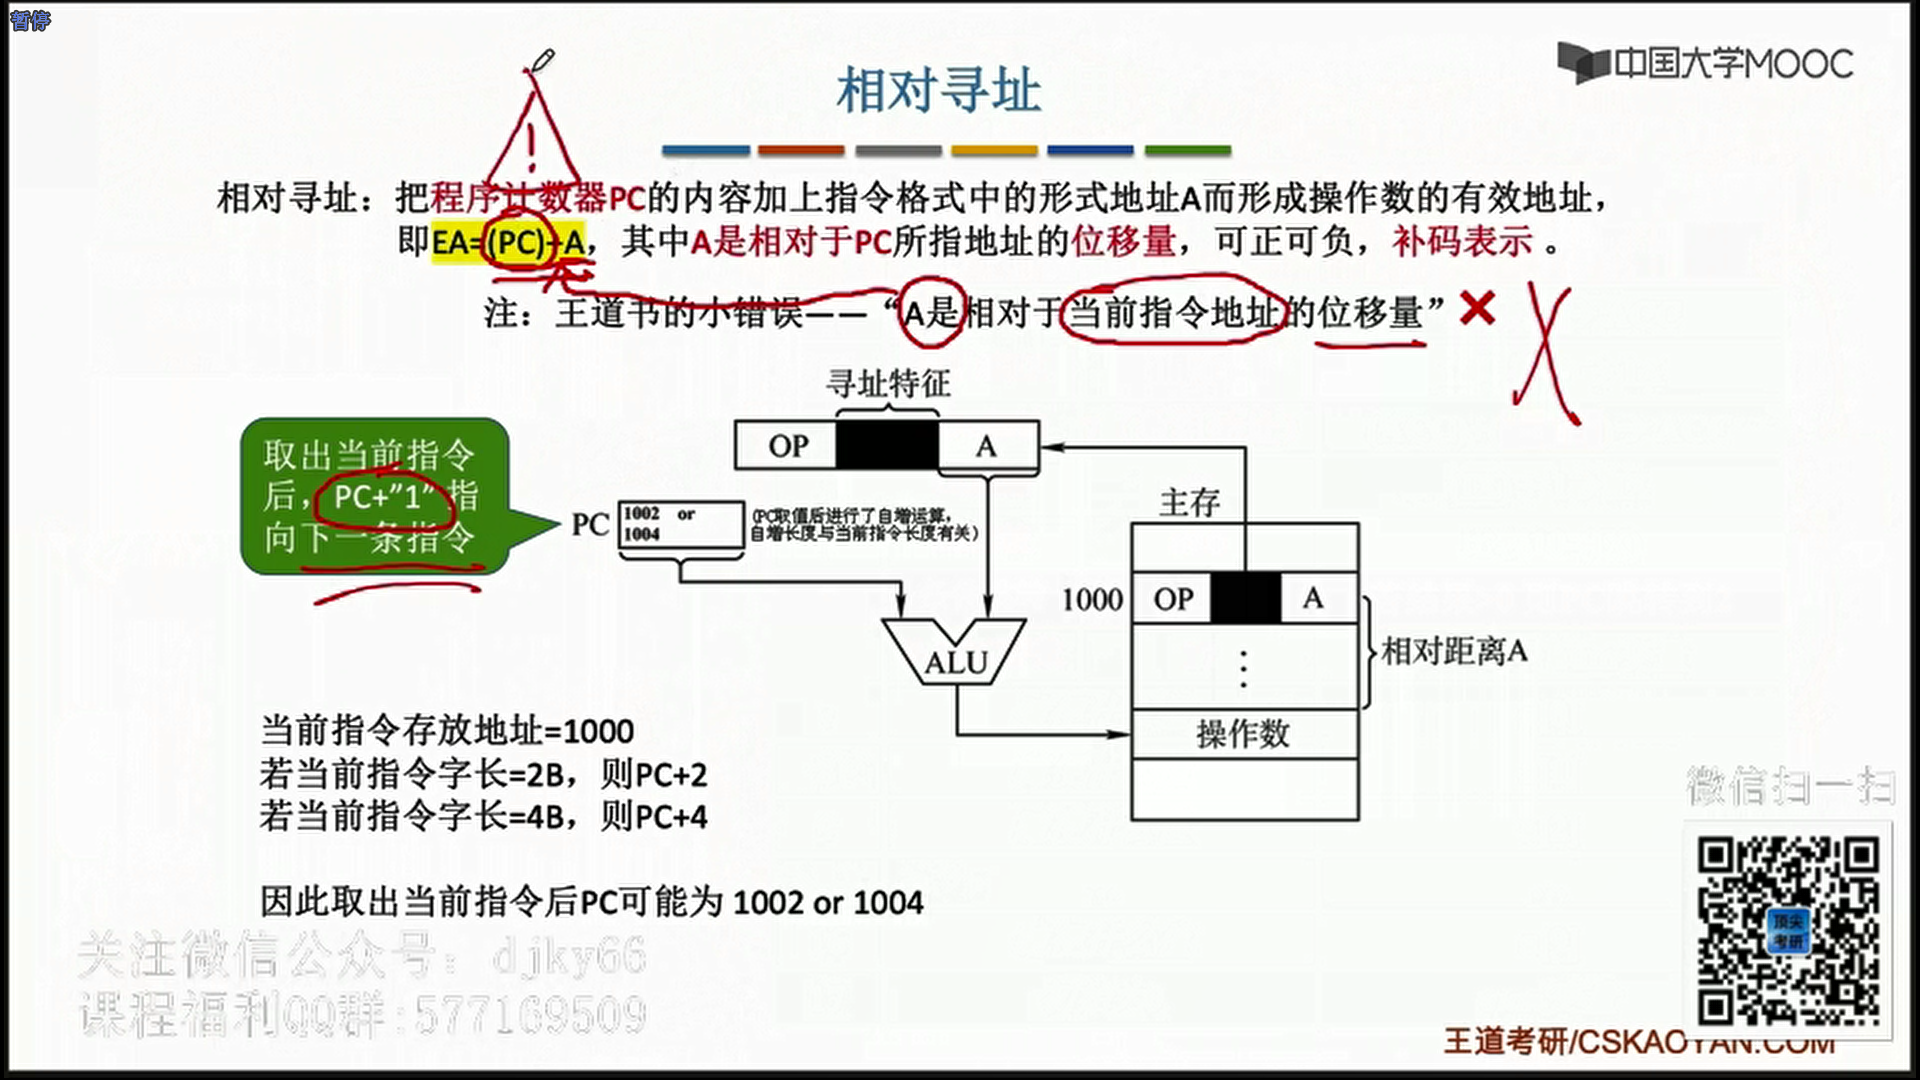 暂停
中国大学MOOC
相对寻址
相对寻址：把程序计数器PC的内容加上指令格式中的形式地址A而形成操作数的有效地址，
即EA=(PC)+A，其中A是相对于PC所指地址的位移量，可正可负，补码表示 。
注：王道书的小错误——“A是相对于当前指令地址的位移量”
寻址特征
OP A
取出当前指令
后，PC+”1”指
向下一条指令
PC
1002 or
1004
(PC取值后进行了自增运算，
自增长度与当前指令长度有关)
主存
1000 OP A
ALU
相对距离A
操作数
当前指令存放地址=1000
若当前指令字长=2B，则PC+2
若当前指令字长=4B，则PC+4
因此取出当前指令后PC可能为 1002 or 1004
微信扫一扫
顶尖
考研
关注微信公众号：djky66
课程福利QQ群:577169509
王道考研/CSKAOYAN.COM